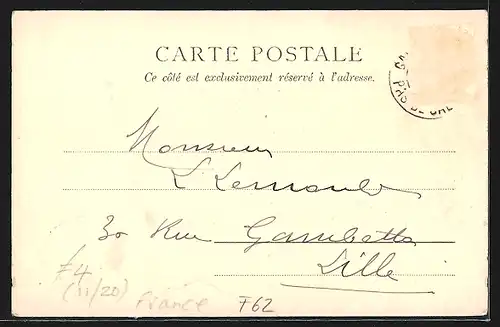 CARTE POSTALE
Ce côté est exclusivement réservé à l'adresse.
Monsieur
L
30 Rue Gambetta
Lille
F4
(11/20) France F62